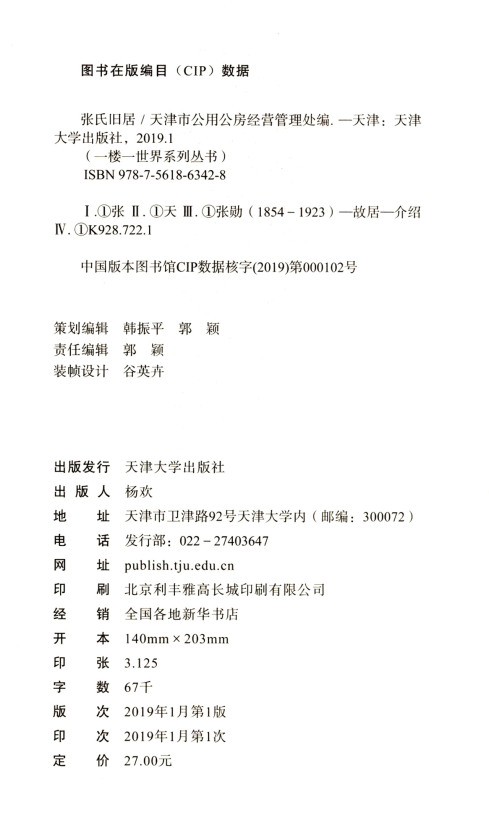 图书在版编目（CIP）数据
张氏旧居 / 天津市公用公房经营管理处编. —天津：天津
大学出版社，2019.1
（一楼一世界系列丛书）
ISBN 978-7-5618-6342-8
Ⅰ.①张 Ⅱ.①天 Ⅲ.①张勋（1854－1923）—故居—介绍
Ⅳ.①K928.722.1
中国版本图书馆CIP数据核字(2019)第000102号
策划编辑 韩振平 郭 颖
责任编辑 郭 颖
装帧设计 谷英卉
出版发行 天津大学出版社
出 版 人 杨欢
地 址 天津市卫津路92号天津大学内（邮编：300072）
电 话 发行部：022－27403647
网 址 publish.tju.edu.cn
印 刷 北京利丰雅高长城印刷有限公司
经 销 全国各地新华书店
开 本 140mm×203mm
印 张 3.125
字 数 67千
版 次 2019年1月第1版
印 次 2019年1月第1次
定 价 27.00元